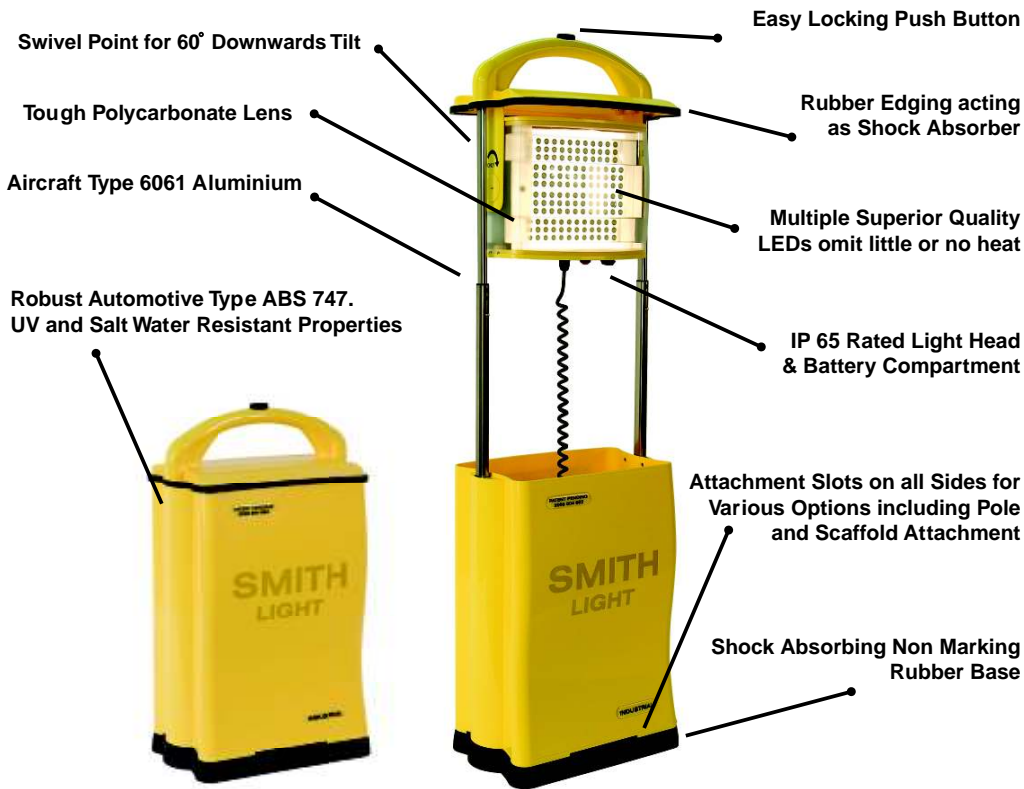 Easy Locking Push Button
Swivel Point for 60° Downwards Tilt
Tough Polycarbonate Lens
Rubber Edging acting
as Shock Absorber
Aircraft Type 6061 Aluminium
Multiple Superior Quality
LEDs omit little or no heat
Robust Automotive Type ABS 747.
UV and Salt Water Resistant Properties
IP 65 Rated Light Head
& Battery Compartment
Attachment Slots on all Sides for
Various Options including Pole
and Scaffold Attachment
PATENT PENDING
SMITH
LIGHT
SMITH
LIGHT
Shock Absorbing Non Marking
Rubber Base
INDUSTRIAL